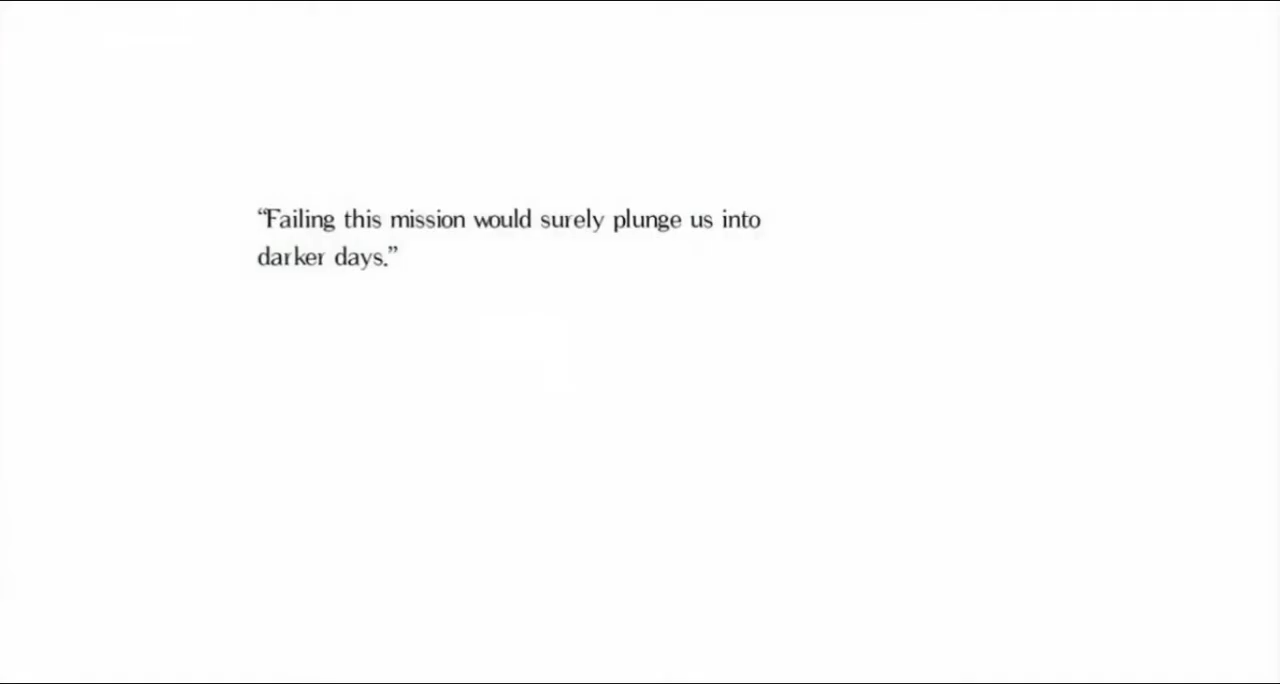 “Failing this mission would surely plunge us into
darker days.”